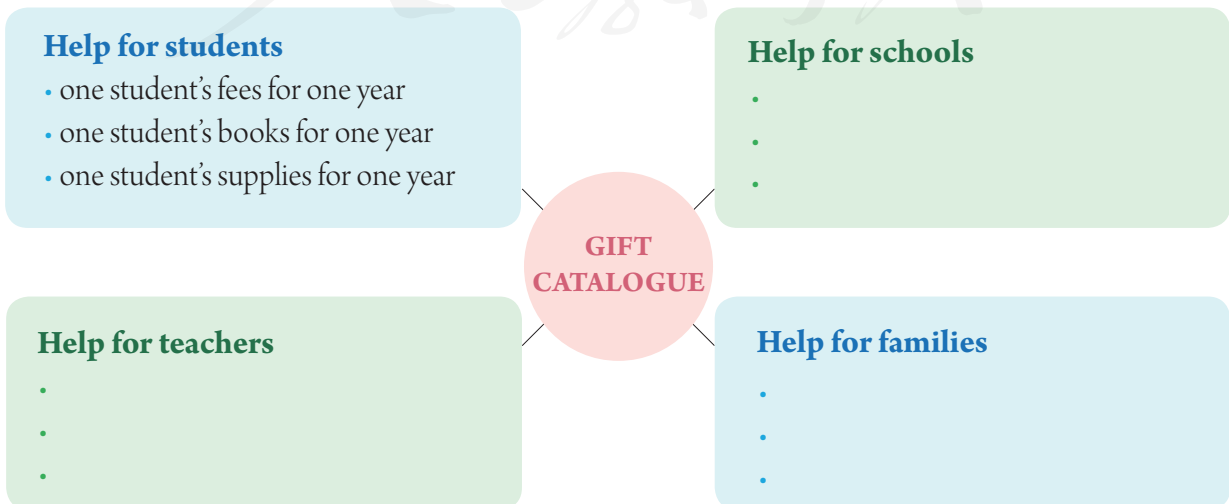 Help for students
• one student's fees for one year
• one student's books for one year
• one student's supplies for one year
Help for schools
•
•
•
GIFT
CATALOGUE
Help for teachers
•
•
•
Help for families
•
•
•